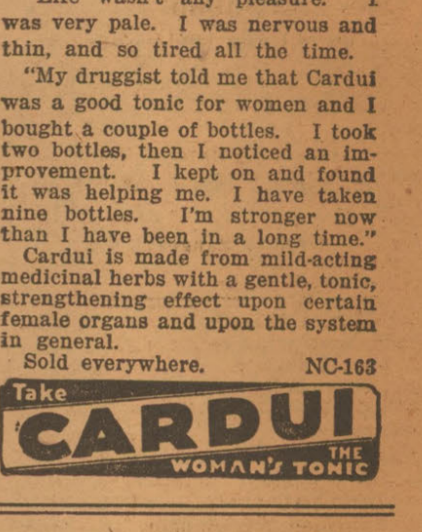 was very pale. I was nervous and
thin, and so tired all the time.
"My druggist told me that Cardui
was a good tonic for women and I
bought a couple of bottles. I took
two bottles, then I noticed an im-
provement. I kept on and found
it was helping me. I have taken
nine bottles. I'm stronger now
than I have been in a long time."
Cardui is made from mild-acting
medicinal herbs with a gentle, tonic,
strengthening effect upon certain
female organs and upon the system
in general.
Sold everywhere. NC-163
Take
CARDUI
THE
WOMAN'S TONIC